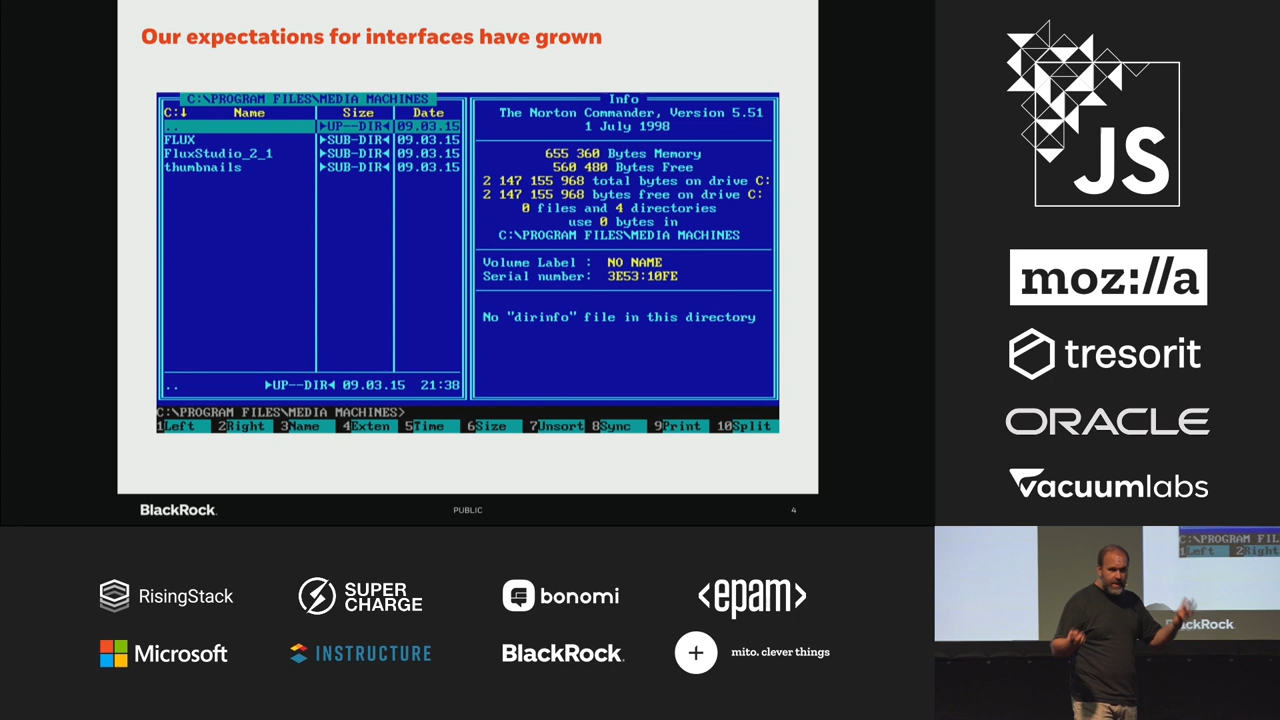 Our expectations for interfaces have grown
C:\PROGRAM FILES\MEDIA MACHINES
C:↓ Name Size Date
.. ►UP--DIR◄ 09.03.15
FLUX ►SUB-DIR◄ 09.03.15
FluxStudio_2_1 ►SUB-DIR◄ 09.03.15
thumbnails ►SUB-DIR◄ 09.03.15
.. ►UP--DIR◄ 09.03.15 21:38
Info
The Norton Commander, Version 5.51
1 July 1998
655 360 Bytes Memory
560 480 Bytes Free
2 147 155 968 total bytes on drive C:
2 147 155 968 bytes free on drive C:
0 files and 4 directories
use 0 bytes in
C:\PROGRAM FILES\MEDIA MACHINES
Volume Label : NO NAME
Serial number: 3E53:10FE
No "dirinfo" file in this directory
C:\PROGRAM FILES\MEDIA MACHINES>
1Left 2Right 3Name 4Exten 5Time 6Size 7Unsort 8Sync 9Print 10Split
BlackRock.
PUBLIC
4
JS
moz://a
tresorit
ORACLE
vacuumlabs
RisingStack
SUPER
CHARGE
bonomi
<epam>
Microsoft
INSTRUCTURE
BlackRock.
+ mito. clever things
C:\PROGRAM FIL
1Left 2Right
BlackRock.